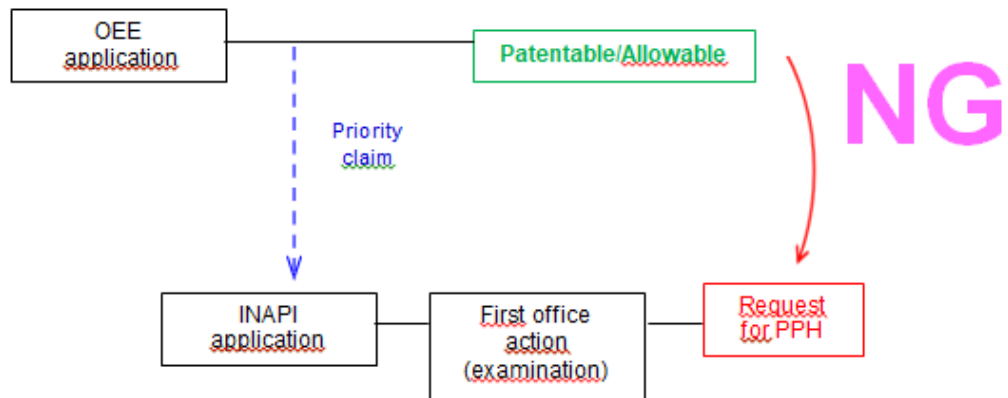 OEE
application
Patentable/Allowable
NG
Priority
claim
INAPI
application
First office
action
(examination)
Request
for PPH